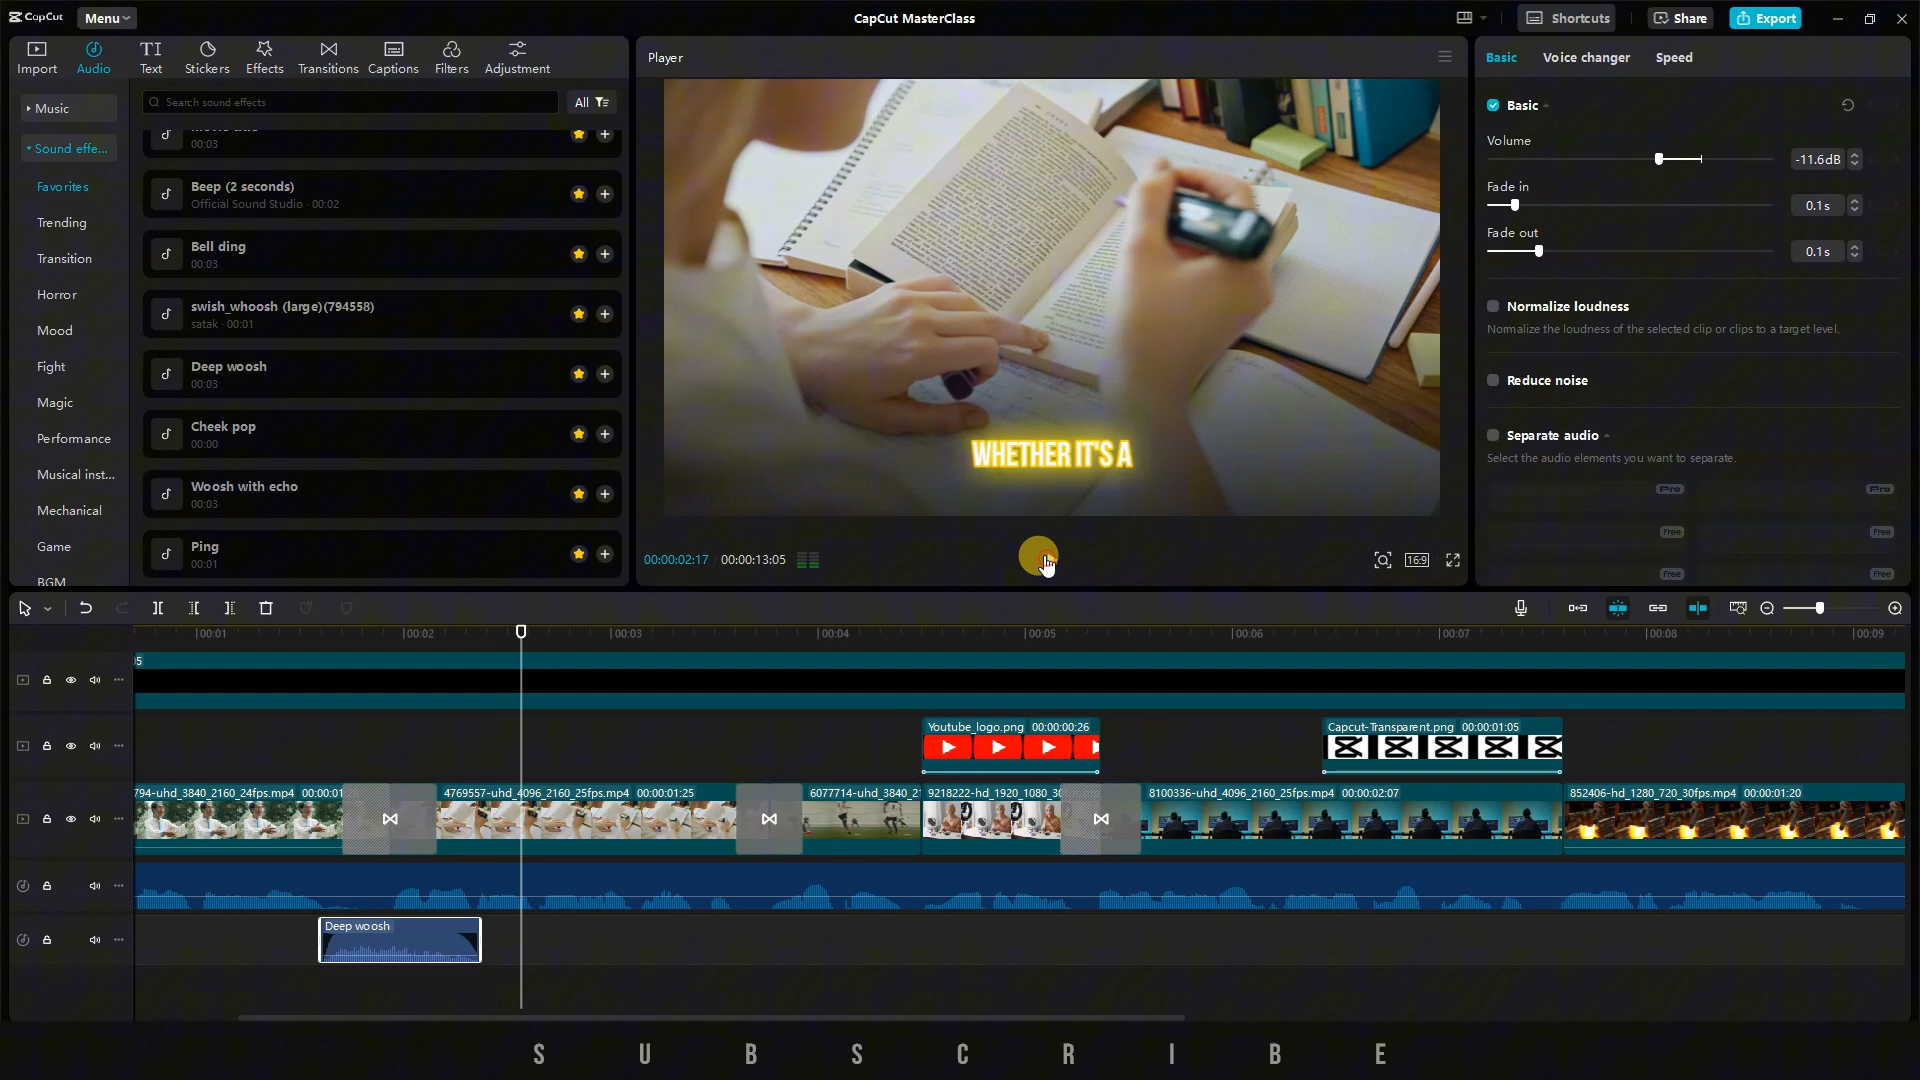 CapCut
Menu
CapCut MasterClass
Shortcuts
Share
Export
Import
Audio
Text
Stickers
Effects
Transitions
Captions
Filters
Adjustment
Music
Sound effe...
Favorites
Trending
Transition
Horror
Mood
Fight
Magic
Performance
Musical inst...
Mechanical
Game
BGM
Search sound effects
All
00:03
Beep (2 seconds)
Official Sound Studio · 00:02
Bell ding
00:03
swish_whoosh (large)(794558)
satak · 00:01
Deep woosh
00:03
Cheek pop
00:00
Woosh with echo
00:03
Ping
00:01
Player
WHETHER IT'S A
00:00:02:17
00:00:13:05
16:9
Basic
Voice changer
Speed
Basic
Volume
-11.6dB
Fade in
0.1s
Fade out
0.1s
Normalize loudness
Normalize the loudness of the selected clip or clips to a target level.
Reduce noise
Separate audio
Select the audio elements you want to separate.
Pro
Pro
Free
Free
Free
Free
00:01
00:02
00:03
00:04
00:05
00:06
00:07
00:08
00:09
Youtube_logo.png 00:00:00:26
Capcut-Transparent.png 00:00:01:05
794-uhd_3840_2160_24fps.mp4 00:00:01
4769557-uhd_4096_2160_25fps.mp4 00:00:01:25
6077714-uhd_3840_21
9218222-hd_1920_1080_30
8100336-uhd_4096_2160_25fps.mp4 00:00:02:07
852406-hd_1280_720_30fps.mp4 00:00:01:20
Deep woosh
S U B S C R I B E